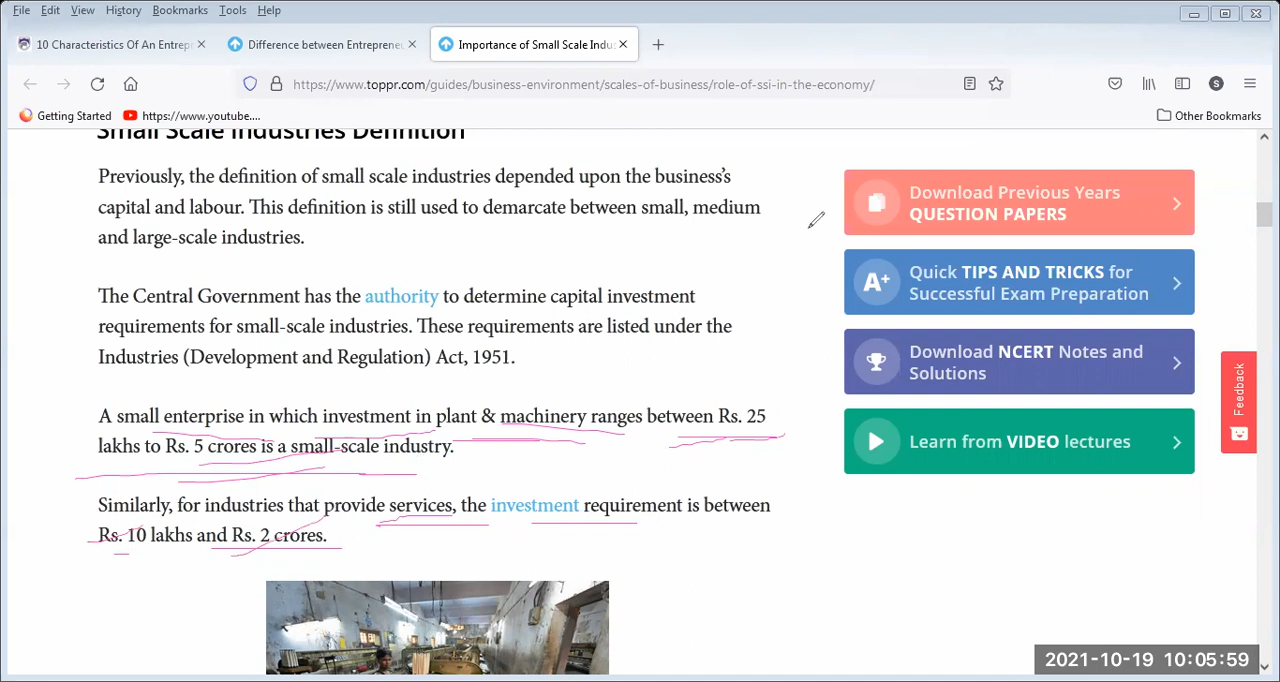 File Edit View History Bookmarks Tools Help
10 Characteristics Of An Entrepr
Difference between Entrepreneu
Importance of Small Scale Indus
https://www.toppr.com/guides/business-environment/scales-of-business/role-of-ssi-in-the-economy/
S
Getting Started
https://www.youtube....
Other Bookmarks
Small Scale Industries Definition
Previously, the definition of small scale industries depended upon the business's
capital and labour. This definition is still used to demarcate between small, medium
and large-scale industries.
The Central Government has the authority to determine capital investment
requirements for small-scale industries. These requirements are listed under the
Industries (Development and Regulation) Act, 1951.
A small enterprise in which investment in plant & machinery ranges between Rs. 25
lakhs to Rs. 5 crores is a small-scale industry.
Similarly, for industries that provide services, the investment requirement is between
Rs. 10 lakhs and Rs. 2 crores.
Download Previous Years
QUESTION PAPERS
A+
Quick TIPS AND TRICKS for
Successful Exam Preparation
Download NCERT Notes and
Solutions
Learn from VIDEO lectures
Feedback
2021-10-19 10:05:59